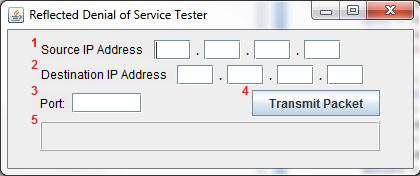 Reflected Denial of Service Tester
1 Source IP Address . . .
2 Destination IP Address . . .
3 Port: 4 Transmit Packet
5